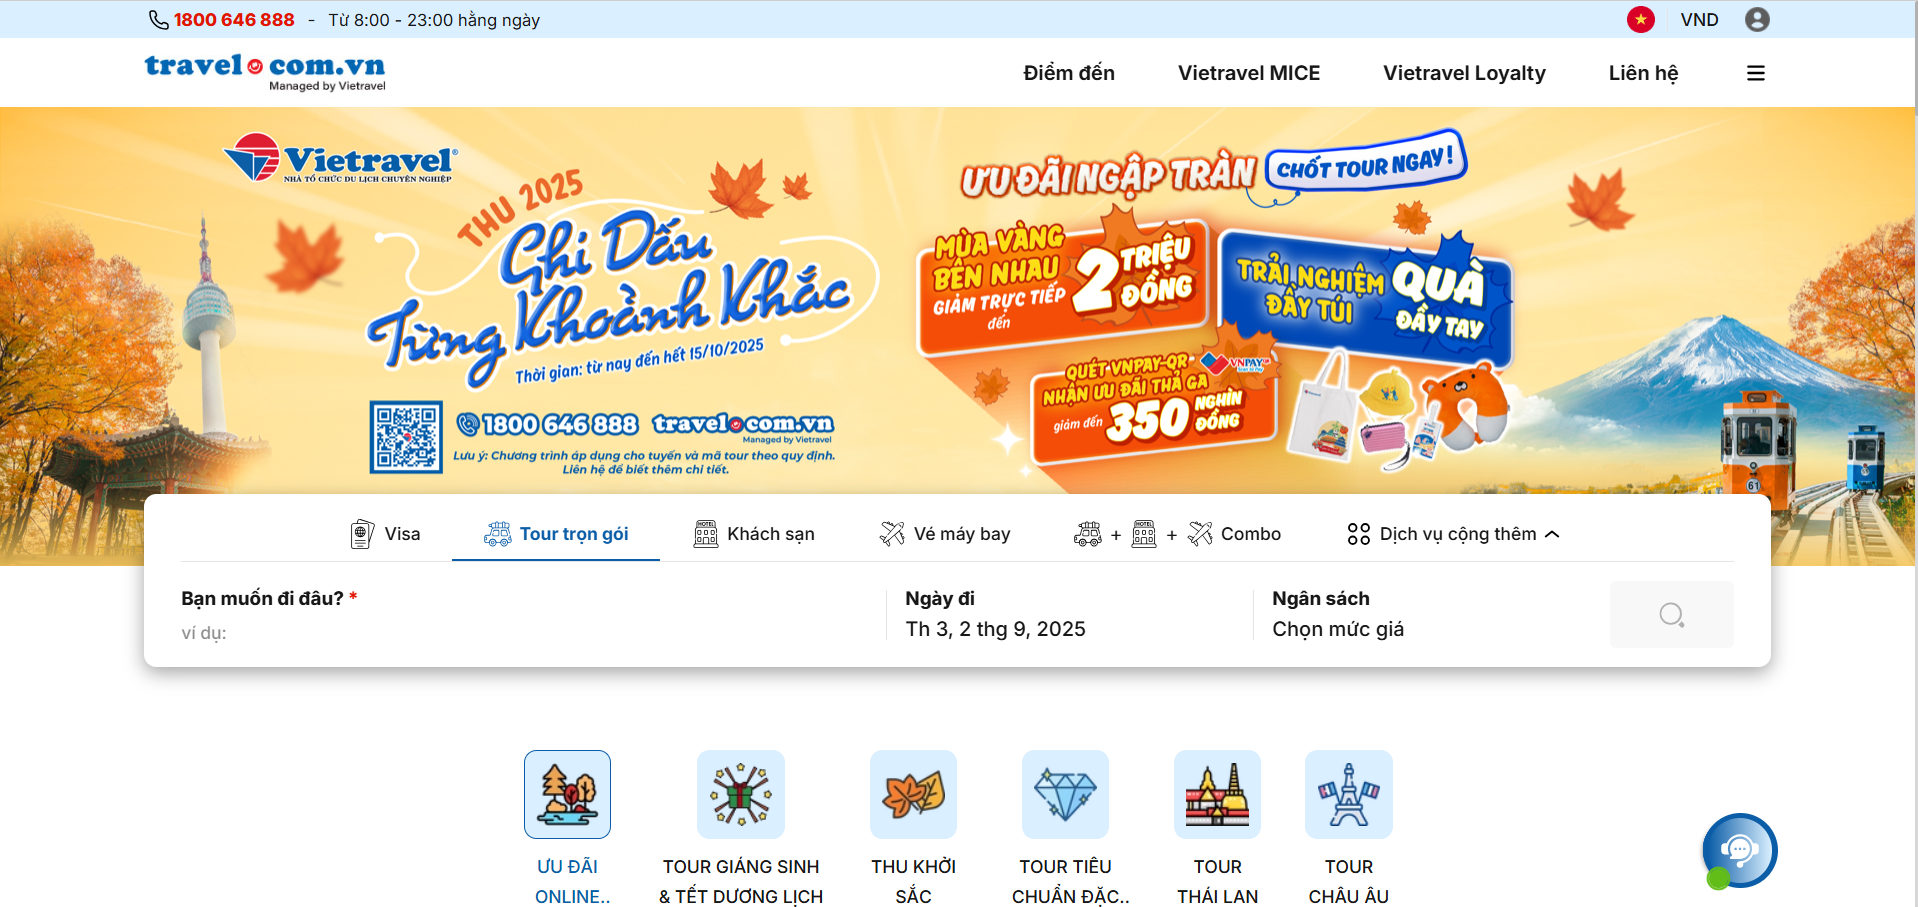 1800 646 888 - Từ 8:00 - 23:00 hằng ngày
VND
travel com.vn
Managed by Vietravel
Điểm đến
Vietravel MICE
Vietravel Loyalty
Liên hệ
Vietravel®
NHÀ TỔ CHỨC DU LỊCH CHUYÊN NGHIỆP
THU 2025
Ghi Dấu
Từng Khoảnh Khắc
Thời gian: từ nay đến hết 15/10/2025
1800 646 888 travel com.vn
Managed by Vietravel
Lưu ý: Chương trình áp dụng cho tuyến và mã tour theo quy định.
Liên hệ để biết thêm chi tiết.
ƯU ĐÃI NGẬP TRÀN
CHỐT TOUR NGAY!
MÙA VÀNG
BÊN NHAU
GIẢM TRỰC TIẾP
đến
2 TRIỆU
ĐỒNG
TRẢI NGHIỆM
ĐẦY TÚI
QUÀ
ĐẦY TAY
QUÉT VNPAY-QR
NHẬN ƯU ĐÃI THẢ GA
giảm đến 350 NGHÌN
ĐỒNG
VNPAY
61
Visa
Tour trọn gói
HOTEL
Khách sạn
Vé máy bay
+
HOTEL
+
Combo
Dịch vụ cộng thêm
Bạn muốn đi đâu? *
ví dụ:
Ngày đi
Th 3, 2 thg 9, 2025
Ngân sách
Chọn mức giá
ƯU ĐÃI
ONLINE..
TOUR GIÁNG SINH
& TẾT DƯƠNG LỊCH
THU KHỞI
SẮC
TOUR TIÊU
CHUẨN ĐẶC..
TOUR
THÁI LAN
TOUR
CHÂU ÂU